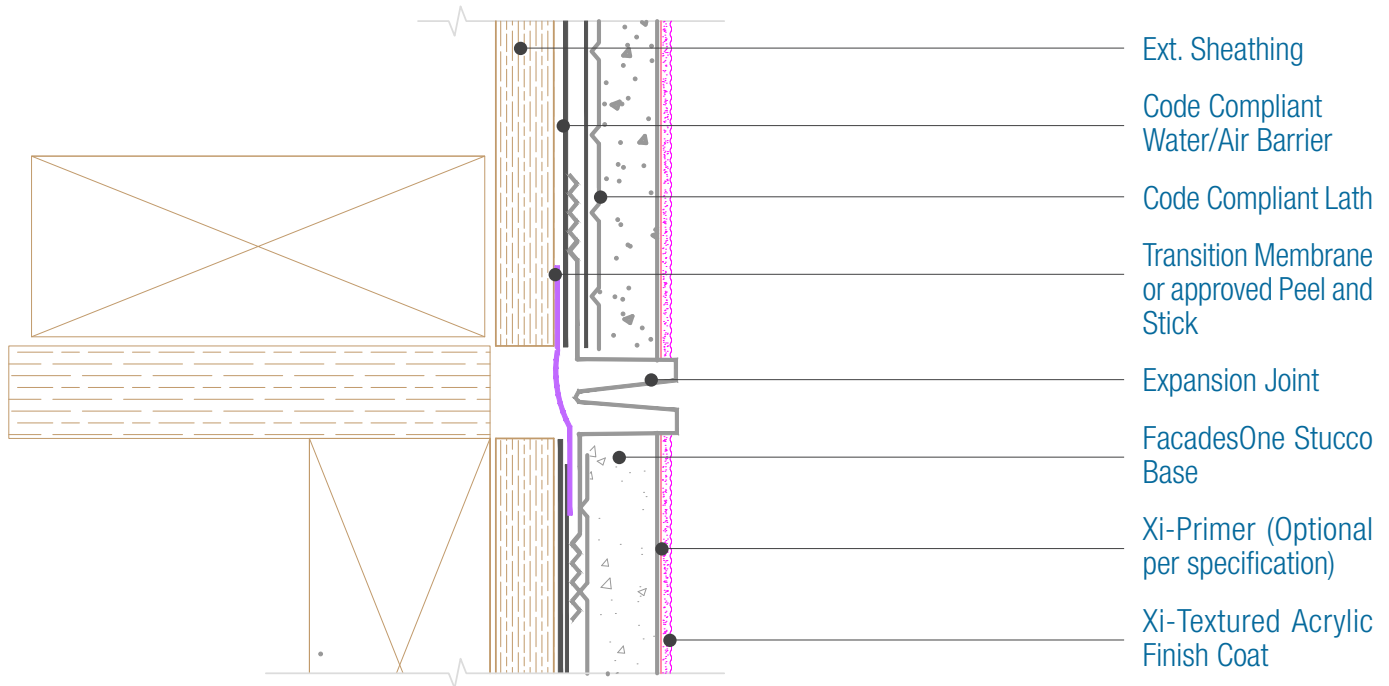 Ext. Sheathing
Code Compliant
Water/Air Barrier
Code Compliant Lath
Transition Membrane
or approved Peel and
Stick
Expansion Joint
FacadesOne Stucco
Base
Xi-Primer (Optional
per specification)
Xi-Textured Acrylic
Finish Coat